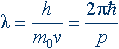 λ = h / m₀v = 2πħ / p